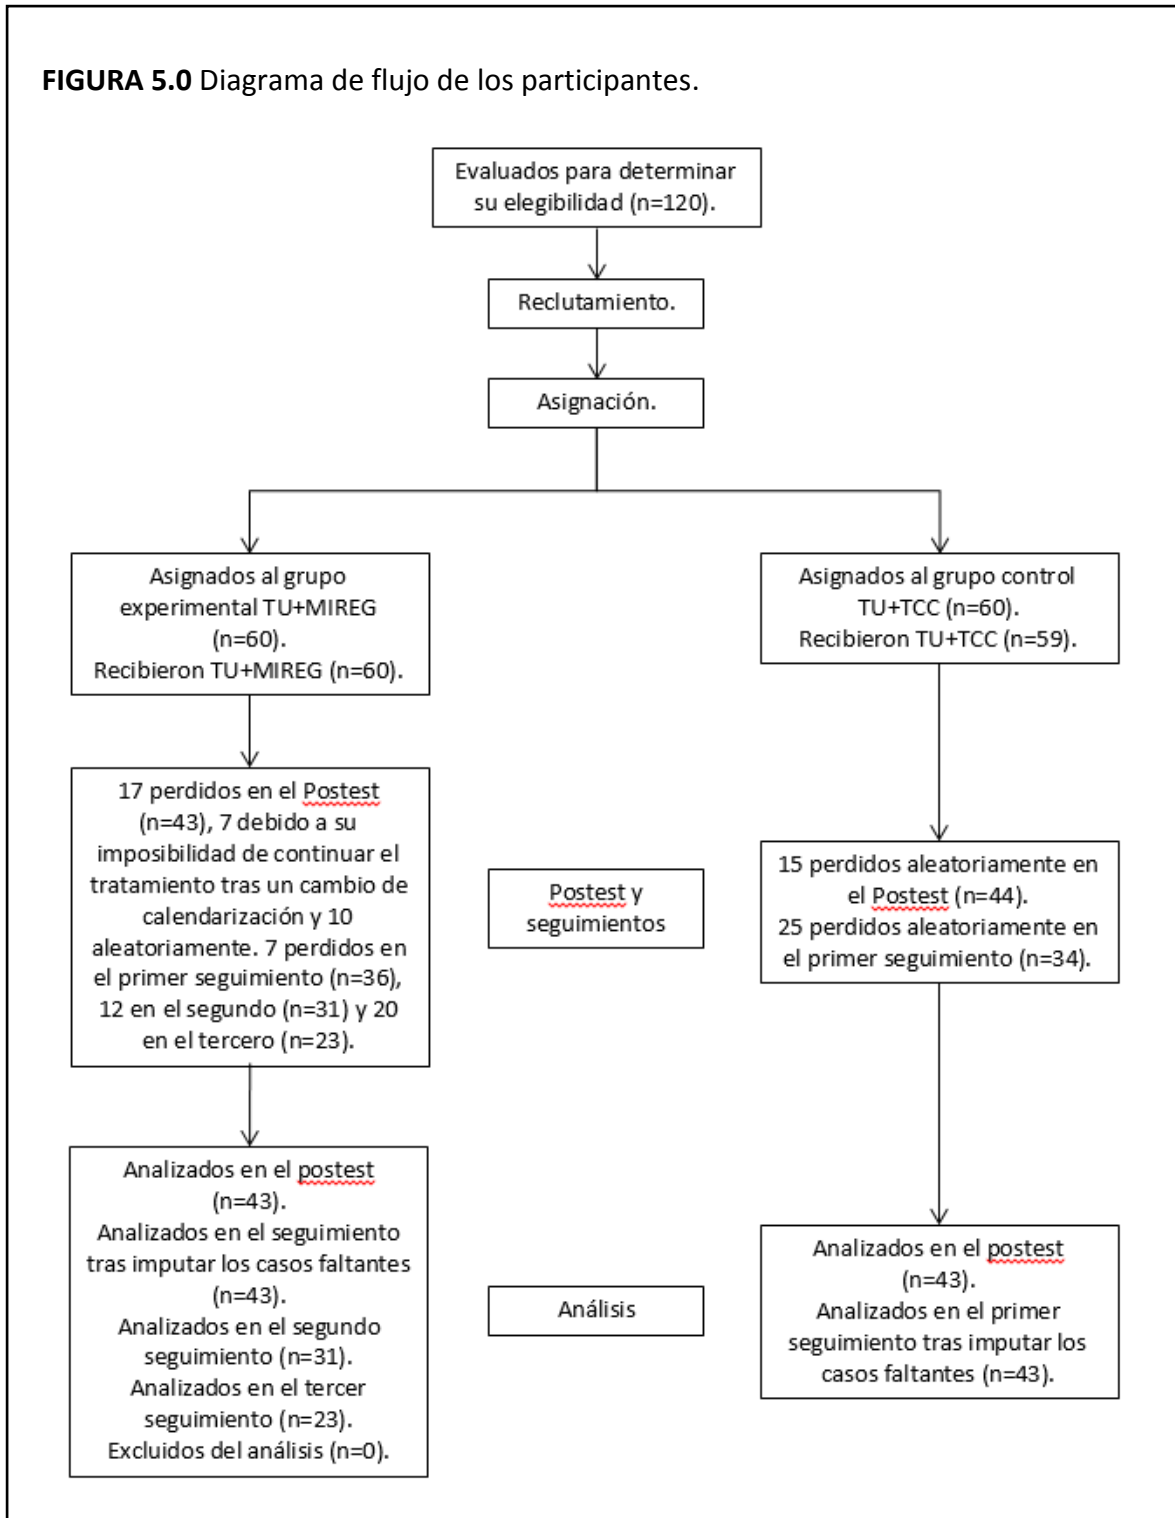 FIGURA 5.0 Diagrama de flujo de los participantes.
Evaluados para determinar
su elegibilidad (n=120).
Reclutamiento.
Asignación.
Asignados al grupo
experimental TU+MIREG
(n=60).
Recibieron TU+MIREG (n=60).
Asignados al grupo control
TU+TCC (n=60).
Recibieron TU+TCC (n=59).
17 perdidos en el Postest
(n=43), 7 debido a su
imposibilidad de continuar el
tratamiento tras un cambio de
calendarización y 10
aleatoriamente. 7 perdidos en
el primer seguimiento (n=36),
12 en el segundo (n=31) y 20
en el tercero (n=23).
Postest y
seguimientos
15 perdidos aleatoriamente en
el Postest (n=44).
25 perdidos aleatoriamente en
el primer seguimiento (n=34).
Analizados en el postest
(n=43).
Analizados en el seguimiento
tras imputar los casos faltantes
(n=43).
Analizados en el segundo
seguimiento (n=31).
Analizados en el tercer
seguimiento (n=23).
Excluidos del análisis (n=0).
Análisis
Analizados en el postest
(n=43).
Analizados en el primer
seguimiento tras imputar los
casos faltantes (n=43).